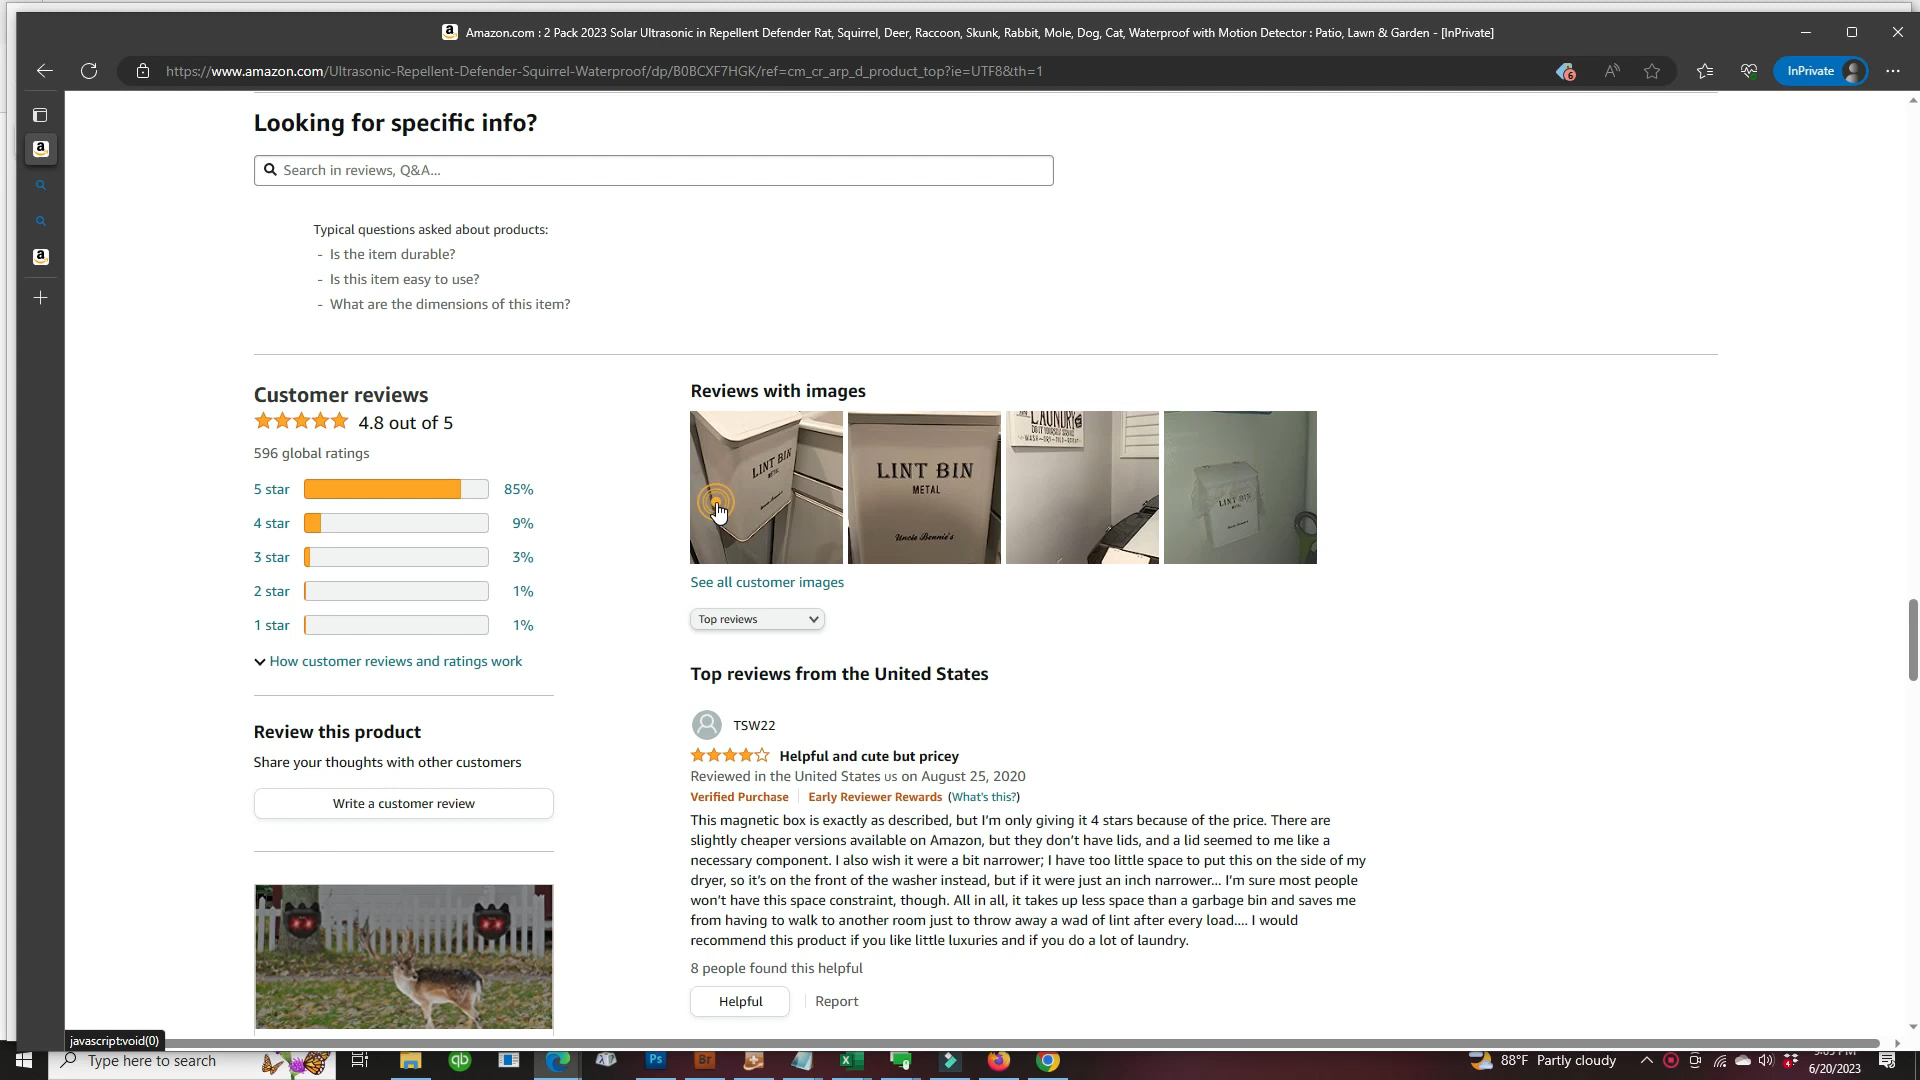 Amazon.com : 2 Pack 2023 Solar Ultrasonic in Repellent Defender Rat, Squirrel, Deer, Raccoon, Skunk, Rabbit, Mole, Dog, Cat, Waterproof with Motion Detector : Patio, Lawn & Garden - [InPrivate]
https://www.amazon.com/Ultrasonic-Repellent-Defender-Squirrel-Waterproof/dp/B0BCXF7HGK/ref=cm_cr_arp_d_product_top?ie=UTF8&th=1
6
InPrivate
Looking for specific info?
Search in reviews, Q&A...
Typical questions asked about products:
- Is the item durable?
- Is this item easy to use?
- What are the dimensions of this item?
Customer reviews
4.8 out of 5
596 global ratings
5 star 85%
4 star 9%
3 star 3%
2 star 1%
1 star 1%
How customer reviews and ratings work
Review this product
Share your thoughts with other customers
Write a customer review
Reviews with images
LINT BIN
METAL
LINT BIN
METAL
Uncle Bennie's
LAUNDRY
LINT BIN
See all customer images
Top reviews
Top reviews from the United States
TSW22
Helpful and cute but pricey
Reviewed in the United States us on August 25, 2020
Verified Purchase Early Reviewer Rewards (What's this?)
This magnetic box is exactly as described, but I'm only giving it 4 stars because of the price. There are
slightly cheaper versions available on Amazon, but they don't have lids, and a lid seemed to me like a
necessary component. I also wish it were a bit narrower; I have too little space to put this on the side of my
dryer, so it's on the front of the washer instead, but if it were just an inch narrower... I'm sure most people
won't have this space constraint, though. All in all, it takes up less space than a garbage bin and saves me
from having to walk to another room just to throw away a wad of lint after every load.... I would
recommend this product if you like little luxuries and if you do a lot of laundry.
8 people found this helpful
Helpful
Report
javascript:void(0)
Type here to search
qb
Ps
Br
88°F Partly cloudy
6/20/2023